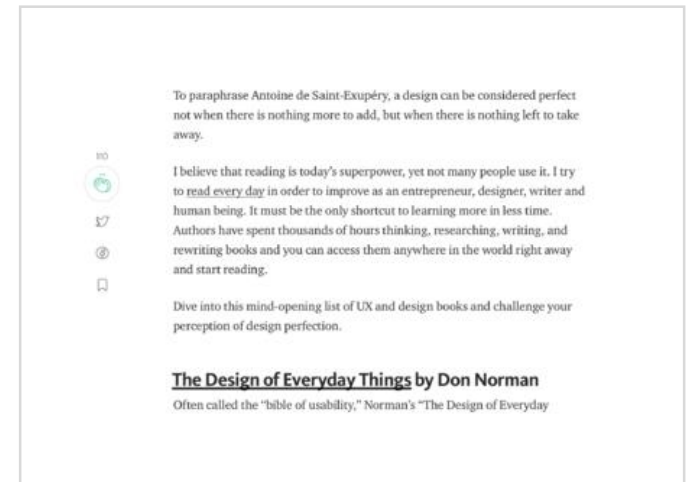 To paraphrase Antoine de Saint-Exupéry, a design can be considered perfect
not when there is nothing more to add, but when there is nothing left to take
away.
110
I believe that reading is today's superpower, yet not many people use it. I try
to read every day in order to improve as an entrepreneur, designer, writer and
human being. It must be the only shortcut to learning more in less time.
Authors have spent thousands of hours thinking, researching, writing, and
rewriting books and you can access them anywhere in the world right away
and start reading.
Dive into this mind-opening list of UX and design books and challenge your
perception of design perfection.
The Design of Everyday Things by Don Norman
Often called the “bible of usability,” Norman's “The Design of Everyday